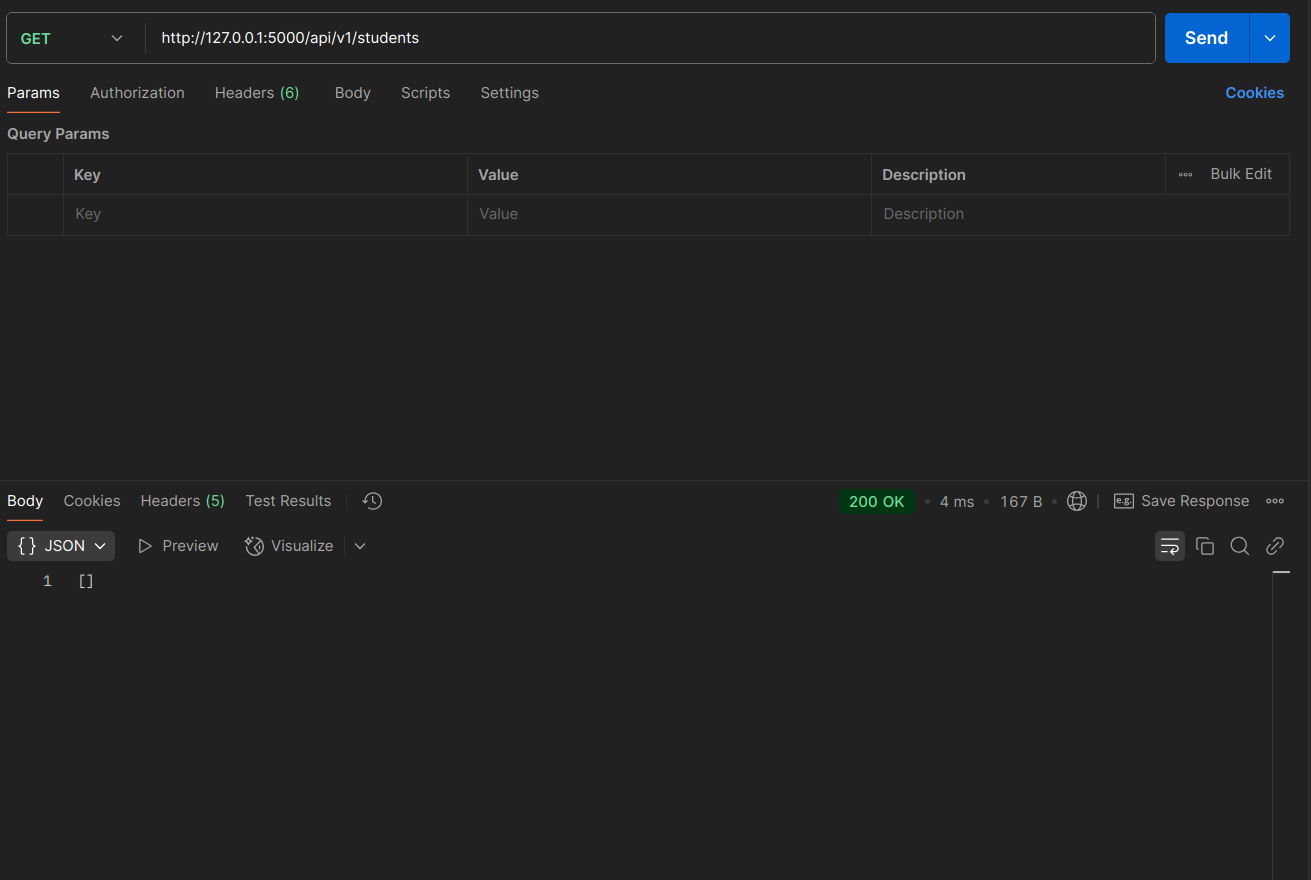 GET http://127.0.0.1:5000/api/v1/students Send
Params Authorization Headers (6) Body Scripts Settings Cookies
Query Params
Key Value Description Bulk Edit
Key Value Description
Body Cookies Headers (5) Test Results 200 OK 4 ms 167 B e.g. Save Response
{} JSON Preview Visualize
1 []